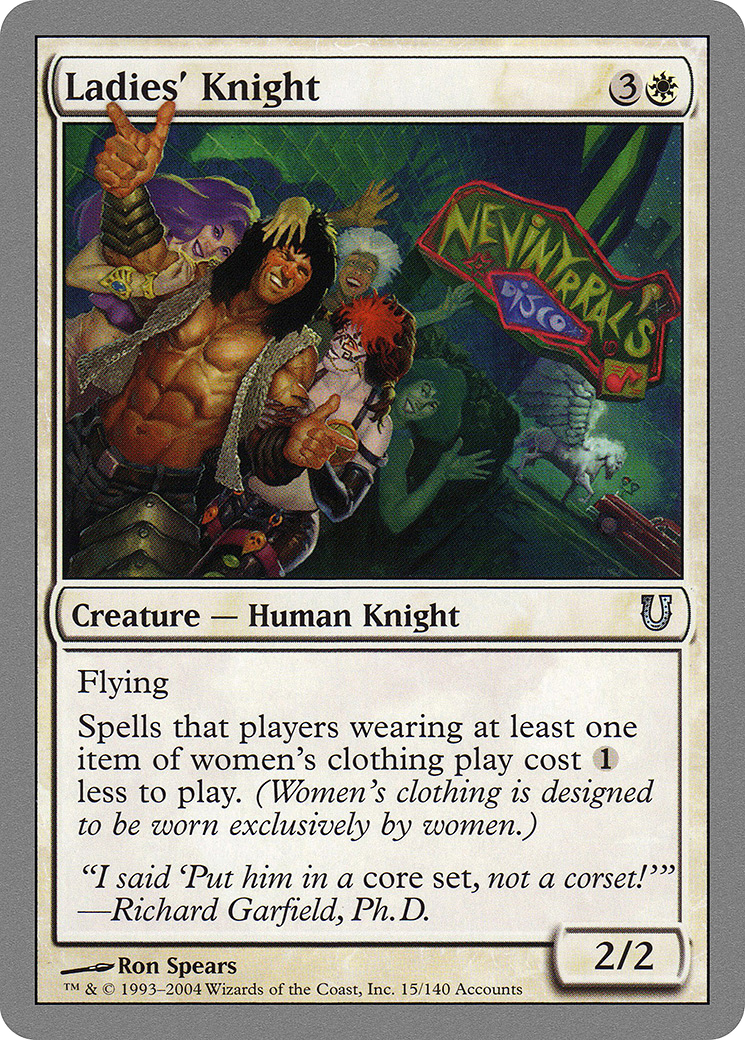 Ladies' Knight 3
NEVINYRRAL'S
DISCO
Creature — Human Knight
Flying
Spells that players wearing at least one
item of women's clothing play cost 1
less to play. (Women's clothing is designed
to be worn exclusively by women.)
"I said 'Put him in a core set, not a corset!'"
—Richard Garfield, Ph.D.
2/2
Ron Spears
™ & © 1993–2004 Wizards of the Coast, Inc. 15/140 Accounts